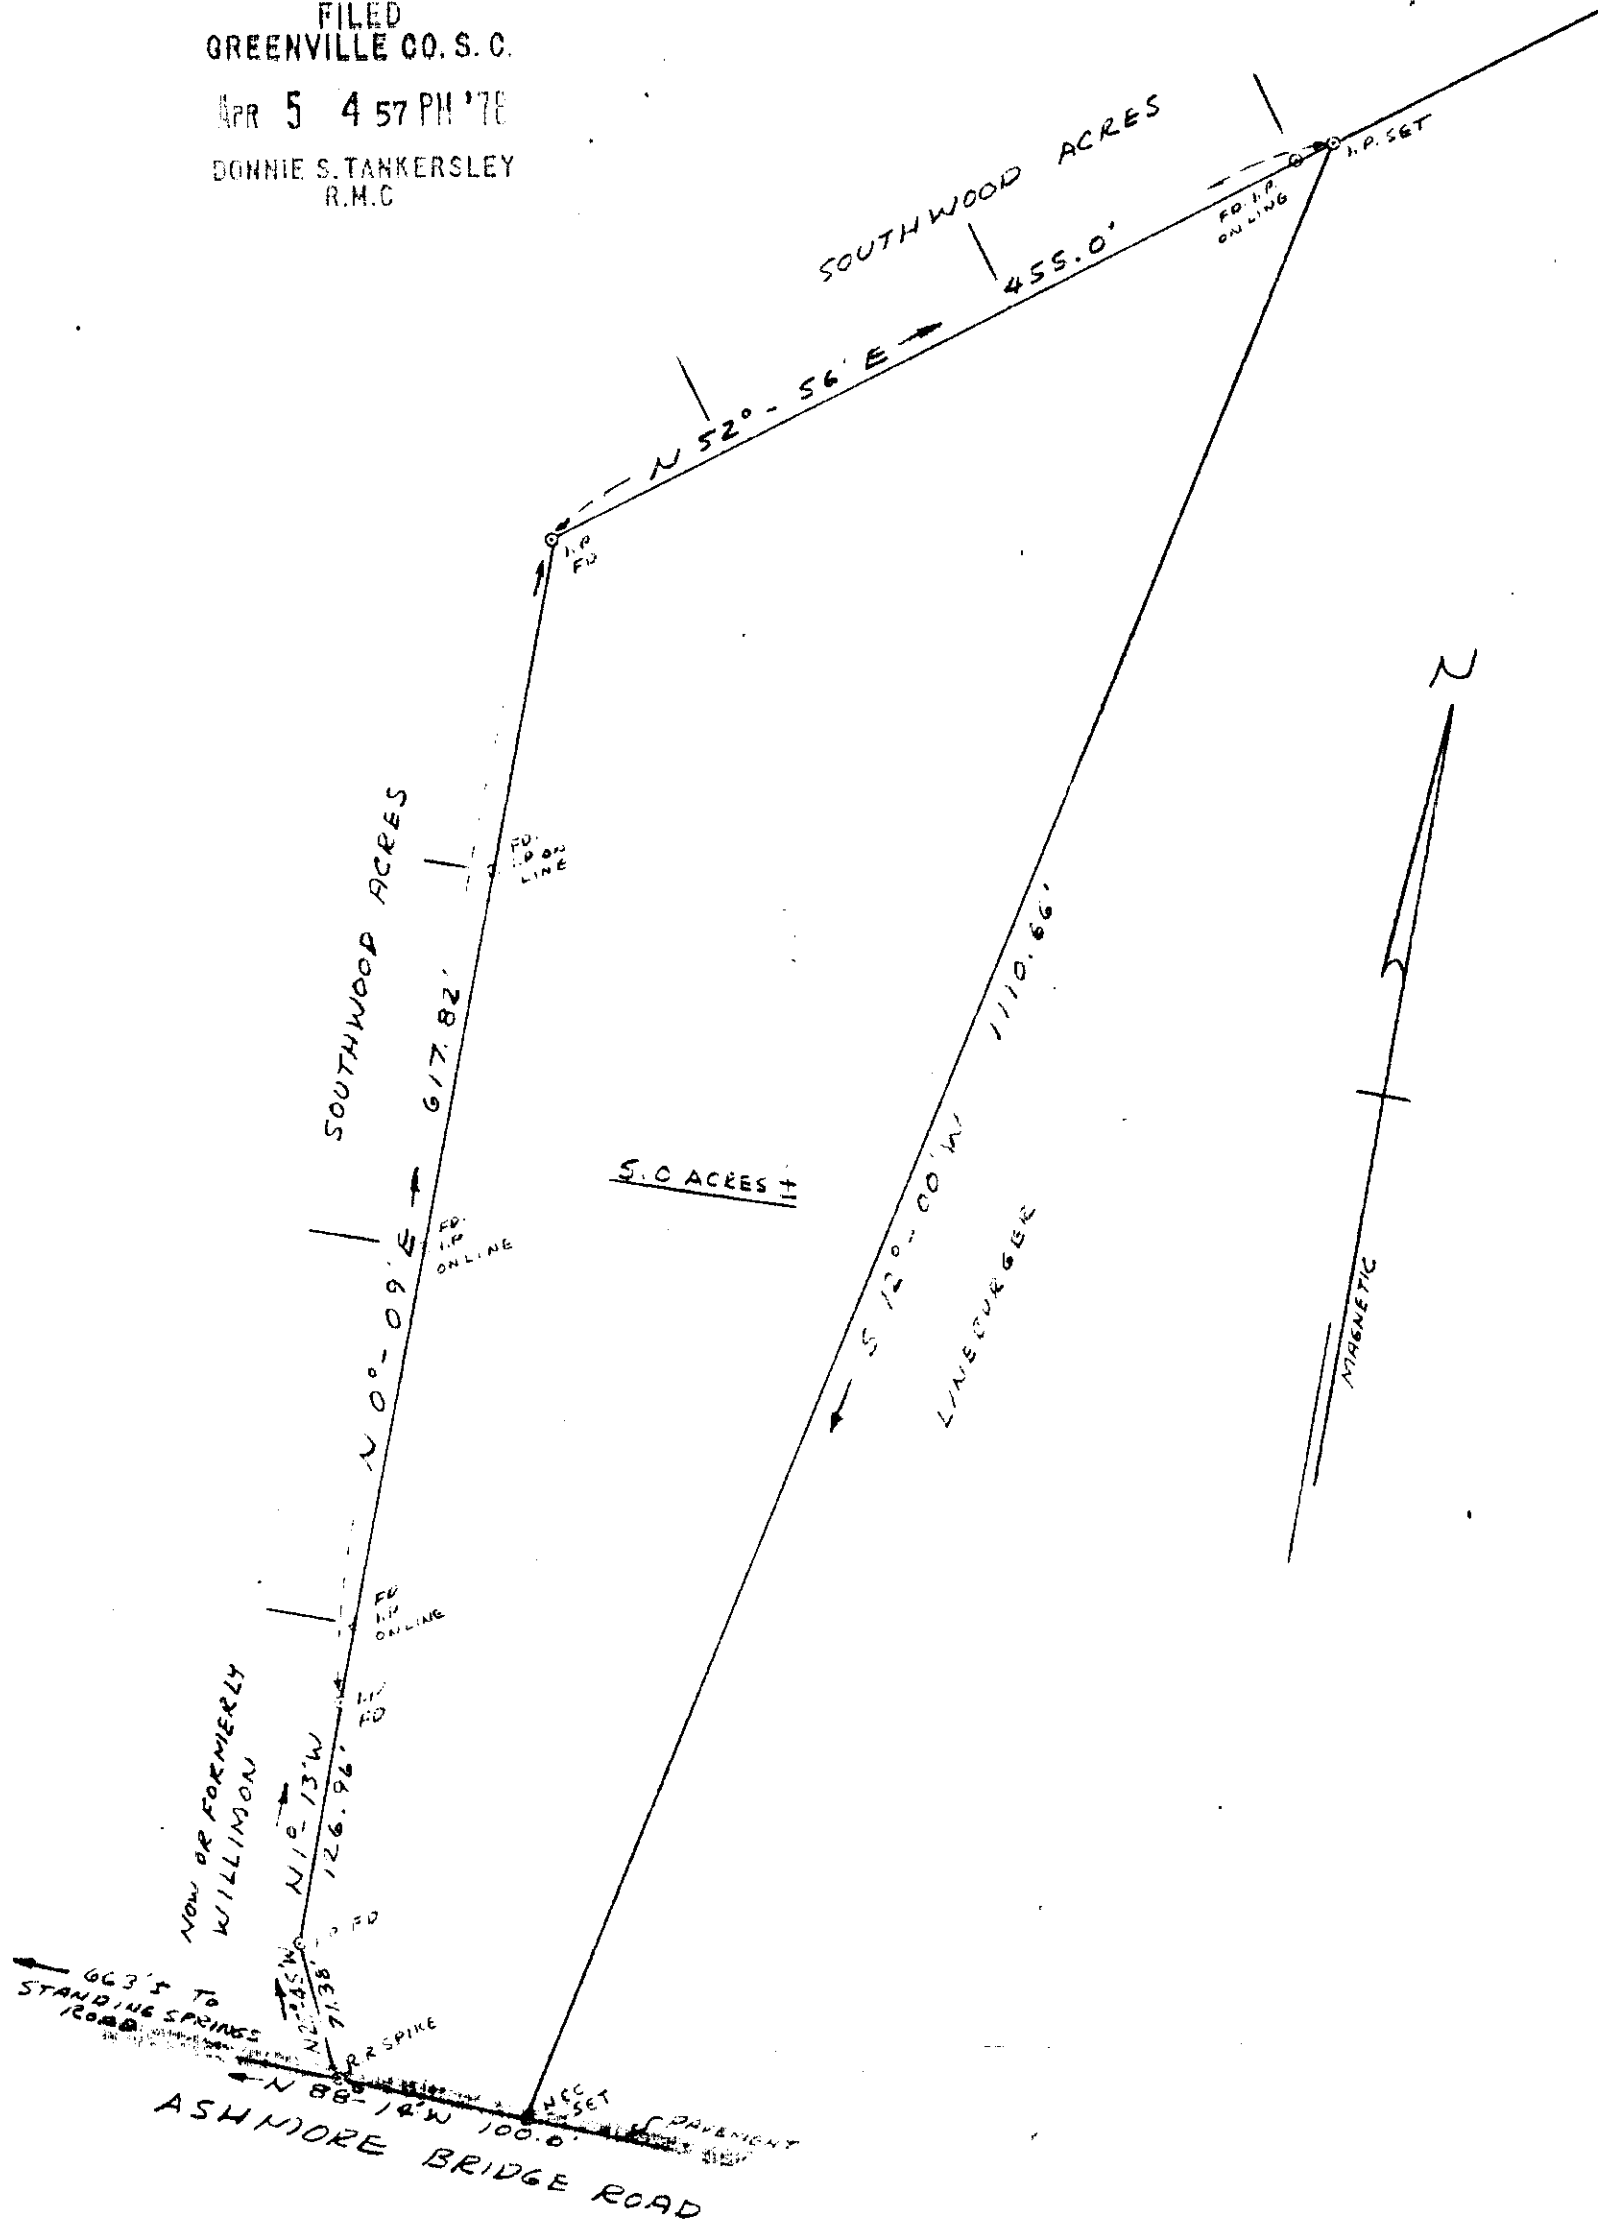 FILED
GREENVILLE CO. S. C.
APR 5 4 57 PM '78
DONNIE S. TANKERSLEY
R.M.C
SOUTHWOOD ACRES
I.P. SET
FD. I.P.
ON LINE
455.0'
N 52° - 56' E
I.P
FD
N
SOUTHWOOD ACRES
FD.
I.P ON
LINE
617.82'
1110.66'
5.0 ACRES ±
FD.
I.P
ON LINE
N 0° - 09' E
S 12° - 00' W
LINEBURGER
MAGNETIC
FD
I.P
ON LINE
I.P
FD
NOW OR FORMERLY
WILLIMON
N 1° - 13' W
126.96'
I.P FD
71.38'
663'± TO
STANDING SPRINGS
ROAD
R.R SPIKE
N 88° - 14' W 100.0'
N&C
SET
PAVEMENT
ASHMORE BRIDGE ROAD